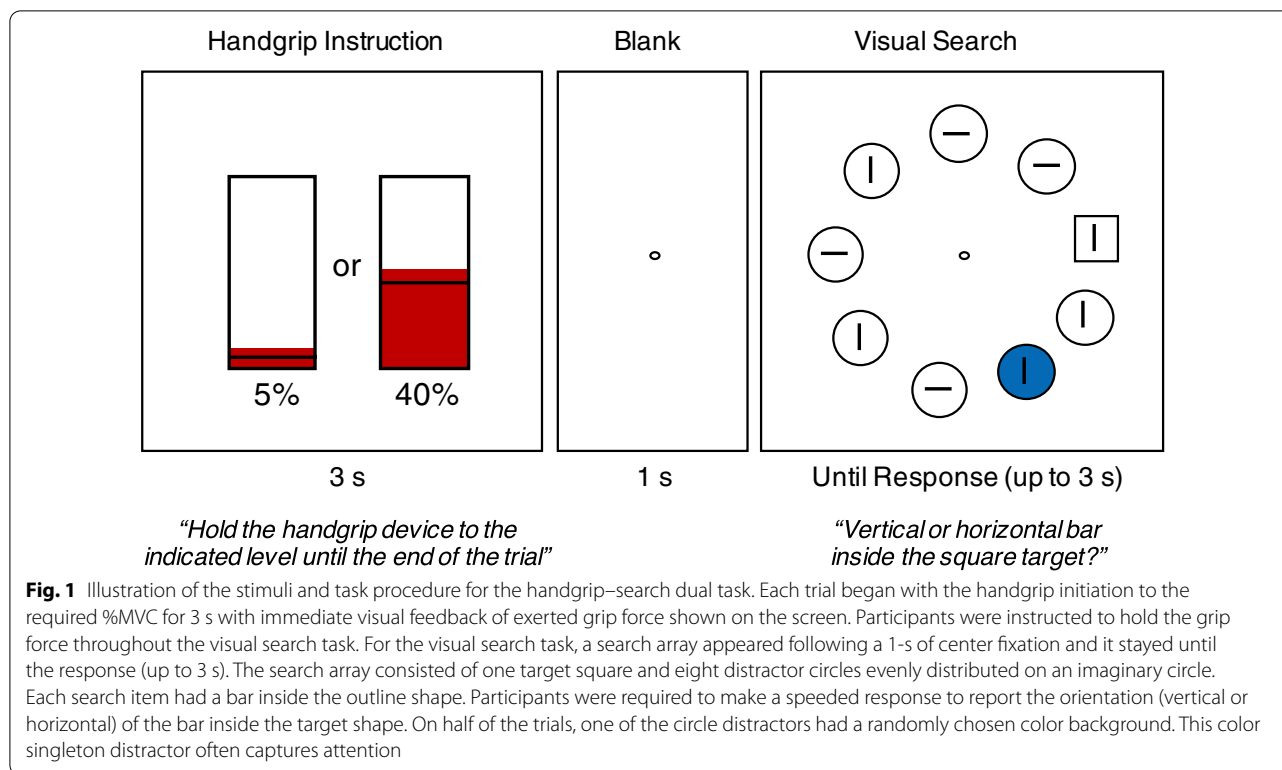 Handgrip Instruction
Blank
Visual Search
or
5%
40%
3 s
1 s
Until Response (up to 3 s)
“Hold the handgrip device to the
indicated level until the end of the trial”
“Vertical or horizontal bar
inside the square target?”
Fig. 1 Illustration of the stimuli and task procedure for the handgrip–search dual task. Each trial began with the handgrip initiation to the
required %MVC for 3 s with immediate visual feedback of exerted grip force shown on the screen. Participants were instructed to hold the grip
force throughout the visual search task. For the visual search task, a search array appeared following a 1-s of center fixation and it stayed until
the response (up to 3 s). The search array consisted of one target square and eight distractor circles evenly distributed on an imaginary circle.
Each search item had a bar inside the outline shape. Participants were required to make a speeded response to report the orientation (vertical or
horizontal) of the bar inside the target shape. On half of the trials, one of the circle distractors had a randomly chosen color background. This color
singleton distractor often captures attention